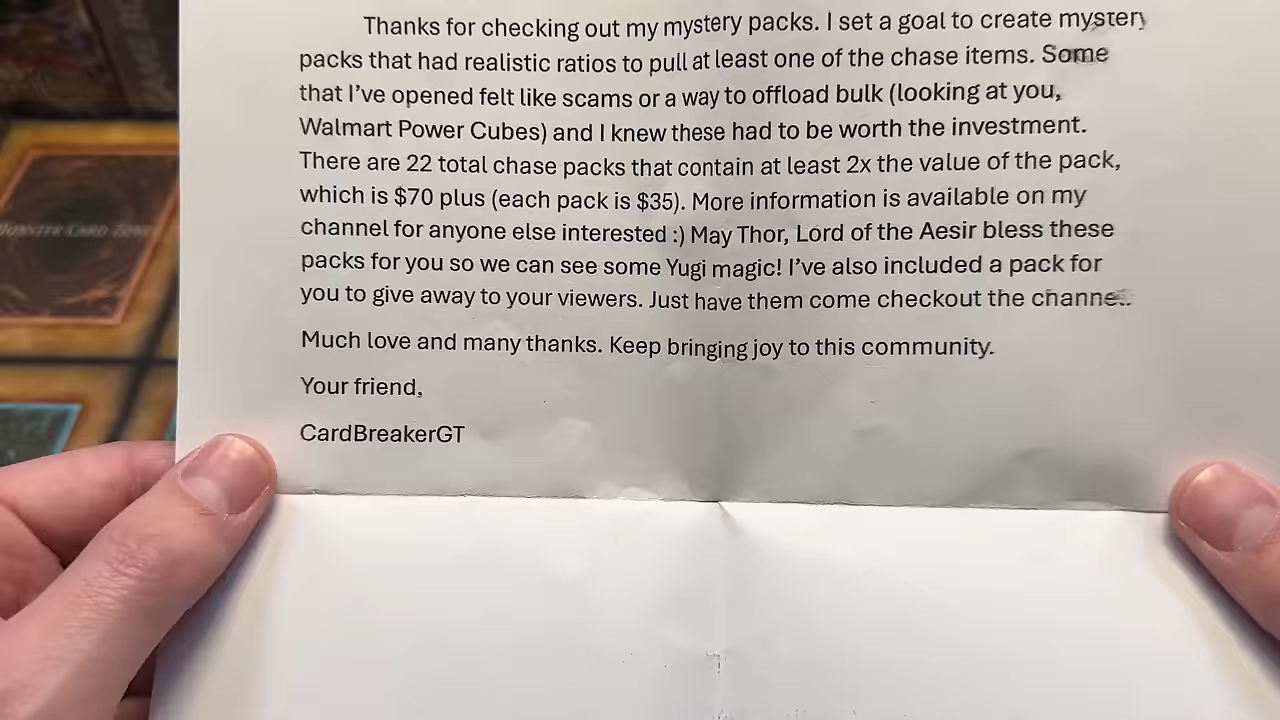 Thanks for checking out my mystery packs. I set a goal to create mystery
packs that had realistic ratios to pull at least one of the chase items. Some
that I've opened felt like scams or a way to offload bulk (looking at you,
Walmart Power Cubes) and I knew these had to be worth the investment.
There are 22 total chase packs that contain at least 2x the value of the pack,
which is $70 plus (each pack is $35). More information is available on my
channel for anyone else interested :) May Thor, Lord of the Aesir bless these
packs for you so we can see some Yugi magic! I've also included a pack for
you to give away to your viewers. Just have them come checkout the channel.
Much love and many thanks. Keep bringing joy to this community.
Your friend,
CardBreakerGT
MONSTER CARD ZONE